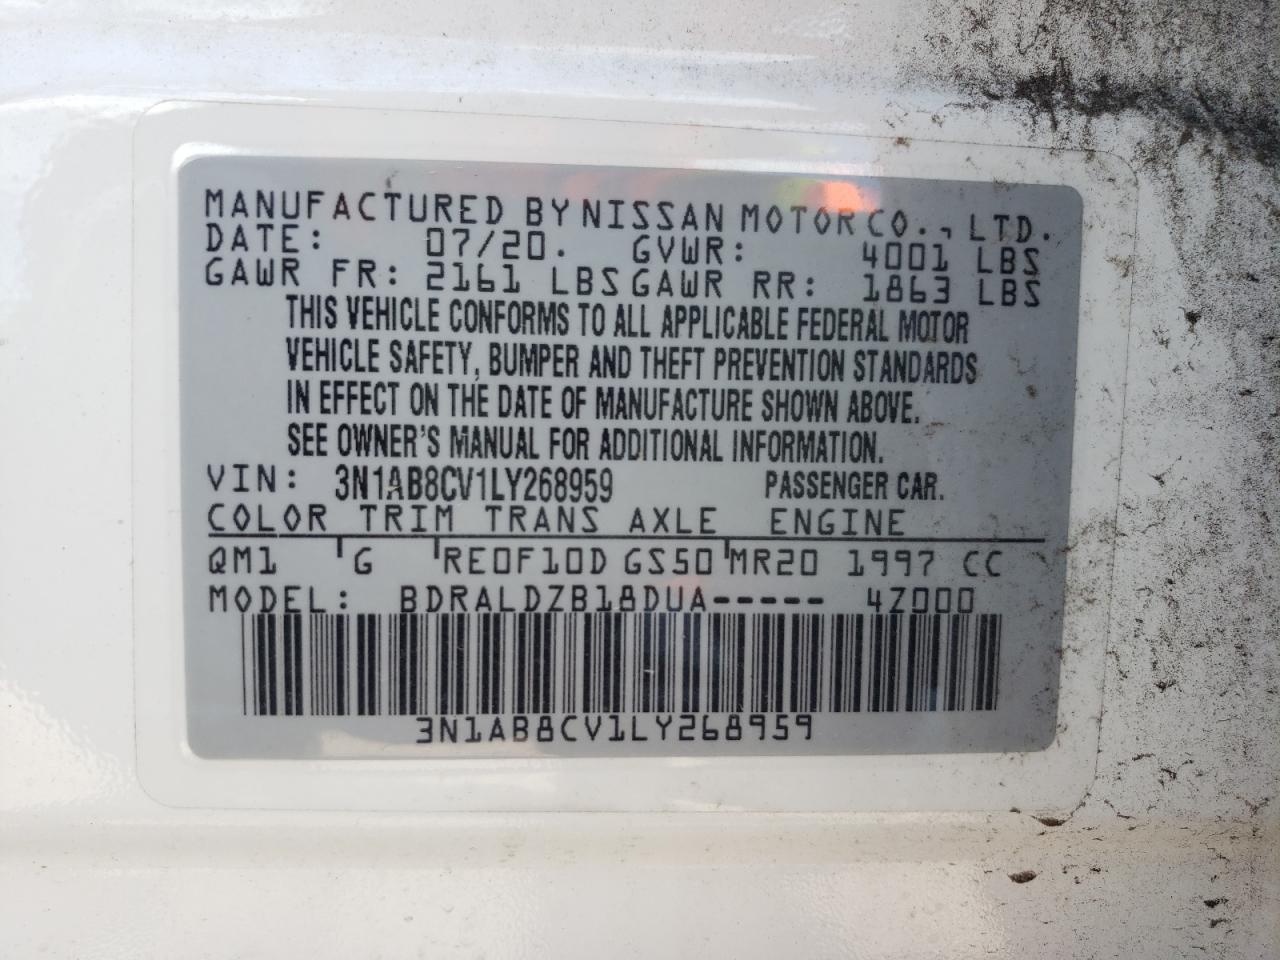 MANUFACTURED BY NISSAN MOTOR CO., LTD.
DATE: 07/20. GVWR: 4001 LBS
GAWR FR: 2161 LBS GAWR RR: 1863 LBS
THIS VEHICLE CONFORMS TO ALL APPLICABLE FEDERAL MOTOR
VEHICLE SAFETY, BUMPER AND THEFT PREVENTION STANDARDS
IN EFFECT ON THE DATE OF MANUFACTURE SHOWN ABOVE.
SEE OWNER'S MANUAL FOR ADDITIONAL INFORMATION.
VIN: 3N1AB8CV1LY268959 PASSENGER CAR.
COLOR TRIM TRANS AXLE ENGINE
QM1 G RE0F10D GS50 MR20 1997 CC
MODEL: BDRALDZB18DUA----- 4Z000
3N1AB8CV1LY268959